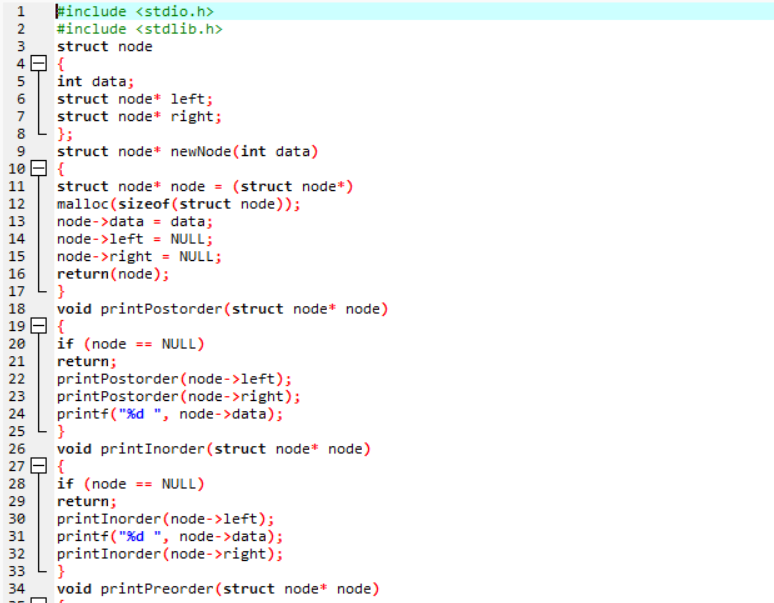 1 #include <stdio.h>
2 #include <stdlib.h>
3 struct node
4 {
5 int data;
6 struct node* left;
7 struct node* right;
8 };
9 struct node* newNode(int data)
10 {
11 struct node* node = (struct node*)
12 malloc(sizeof(struct node));
13 node->data = data;
14 node->left = NULL;
15 node->right = NULL;
16 return(node);
17 }
18 void printPostorder(struct node* node)
19 {
20 if (node == NULL)
21 return;
22 printPostorder(node->left);
23 printPostorder(node->right);
24 printf("%d ", node->data);
25 }
26 void printInorder(struct node* node)
27 {
28 if (node == NULL)
29 return;
30 printInorder(node->left);
31 printf("%d ", node->data);
32 printInorder(node->right);
33 }
34 void printPreorder(struct node* node)